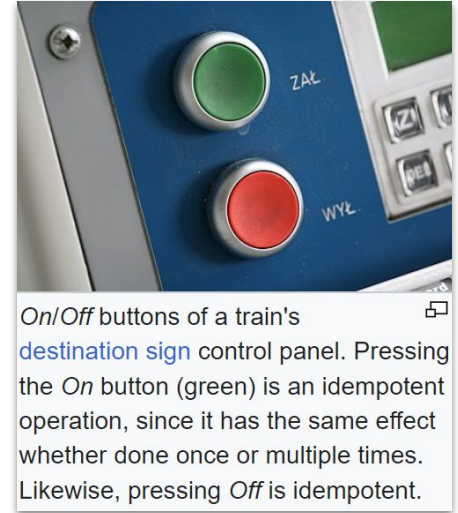 ZAŁ.
WYŁ.
On/Off buttons of a train's
destination sign control panel. Pressing
the On button (green) is an idempotent
operation, since it has the same effect
whether done once or multiple times.
Likewise, pressing Off is idempotent.